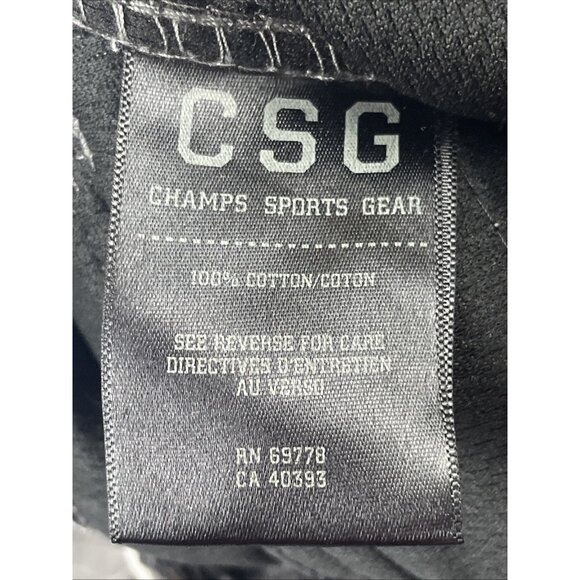 CSG
CHAMPS SPORTS GEAR
100% COTTON/COTON
SEE REVERSE FOR CARE
DIRECTIVES D'ENTRETIEN
AU VERSO
RN 69778
CA 40393